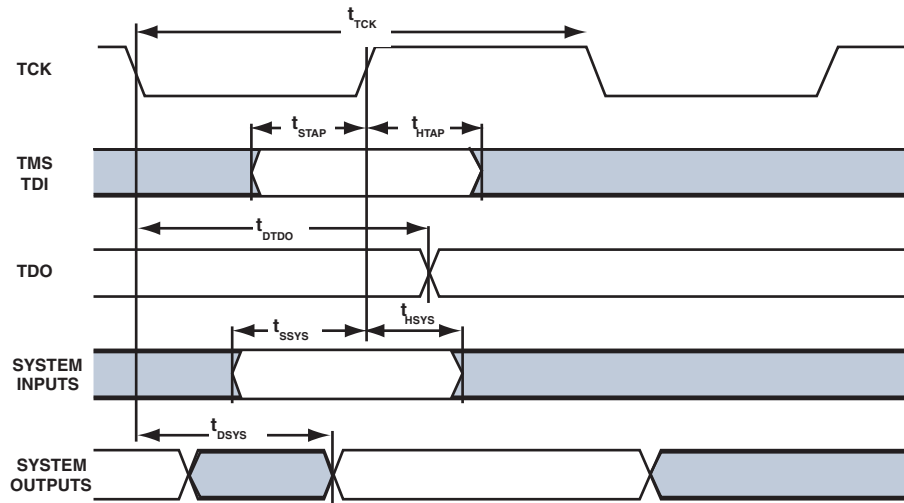 tTCK
TCK
tSTAP
tHTAP
TMS
TDI
tDTDO
TDO
tSSYS
tHSYS
SYSTEM
INPUTS
tDSYS
SYSTEM
OUTPUTS